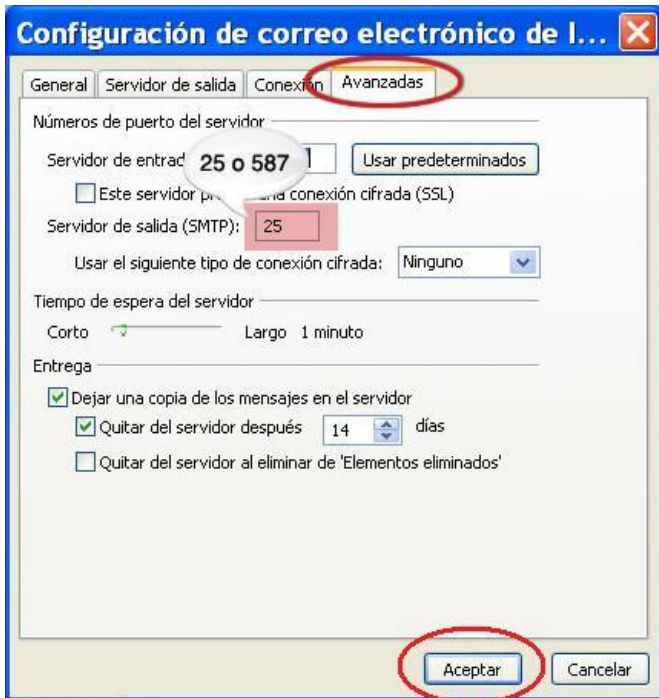 Configuración de correo electrónico de I...
General Servidor de salida Conexión Avanzadas
Números de puerto del servidor
Servidor de 25 o 587 Usar predeterminados
Este servidor una conexión cifrada (SSL)
Servidor de salida (SMTP): 25
Usar el siguiente tipo de conexión cifrada: Ninguno
Tiempo de espera del servidor
Corto Largo 1 minuto
Entrega
Dejar una copia de los mensajes en el servidor
Quitar del servidor después 14 días
Quitar del servidor al eliminar de 'Elementos eliminados'
Aceptar Cancelar